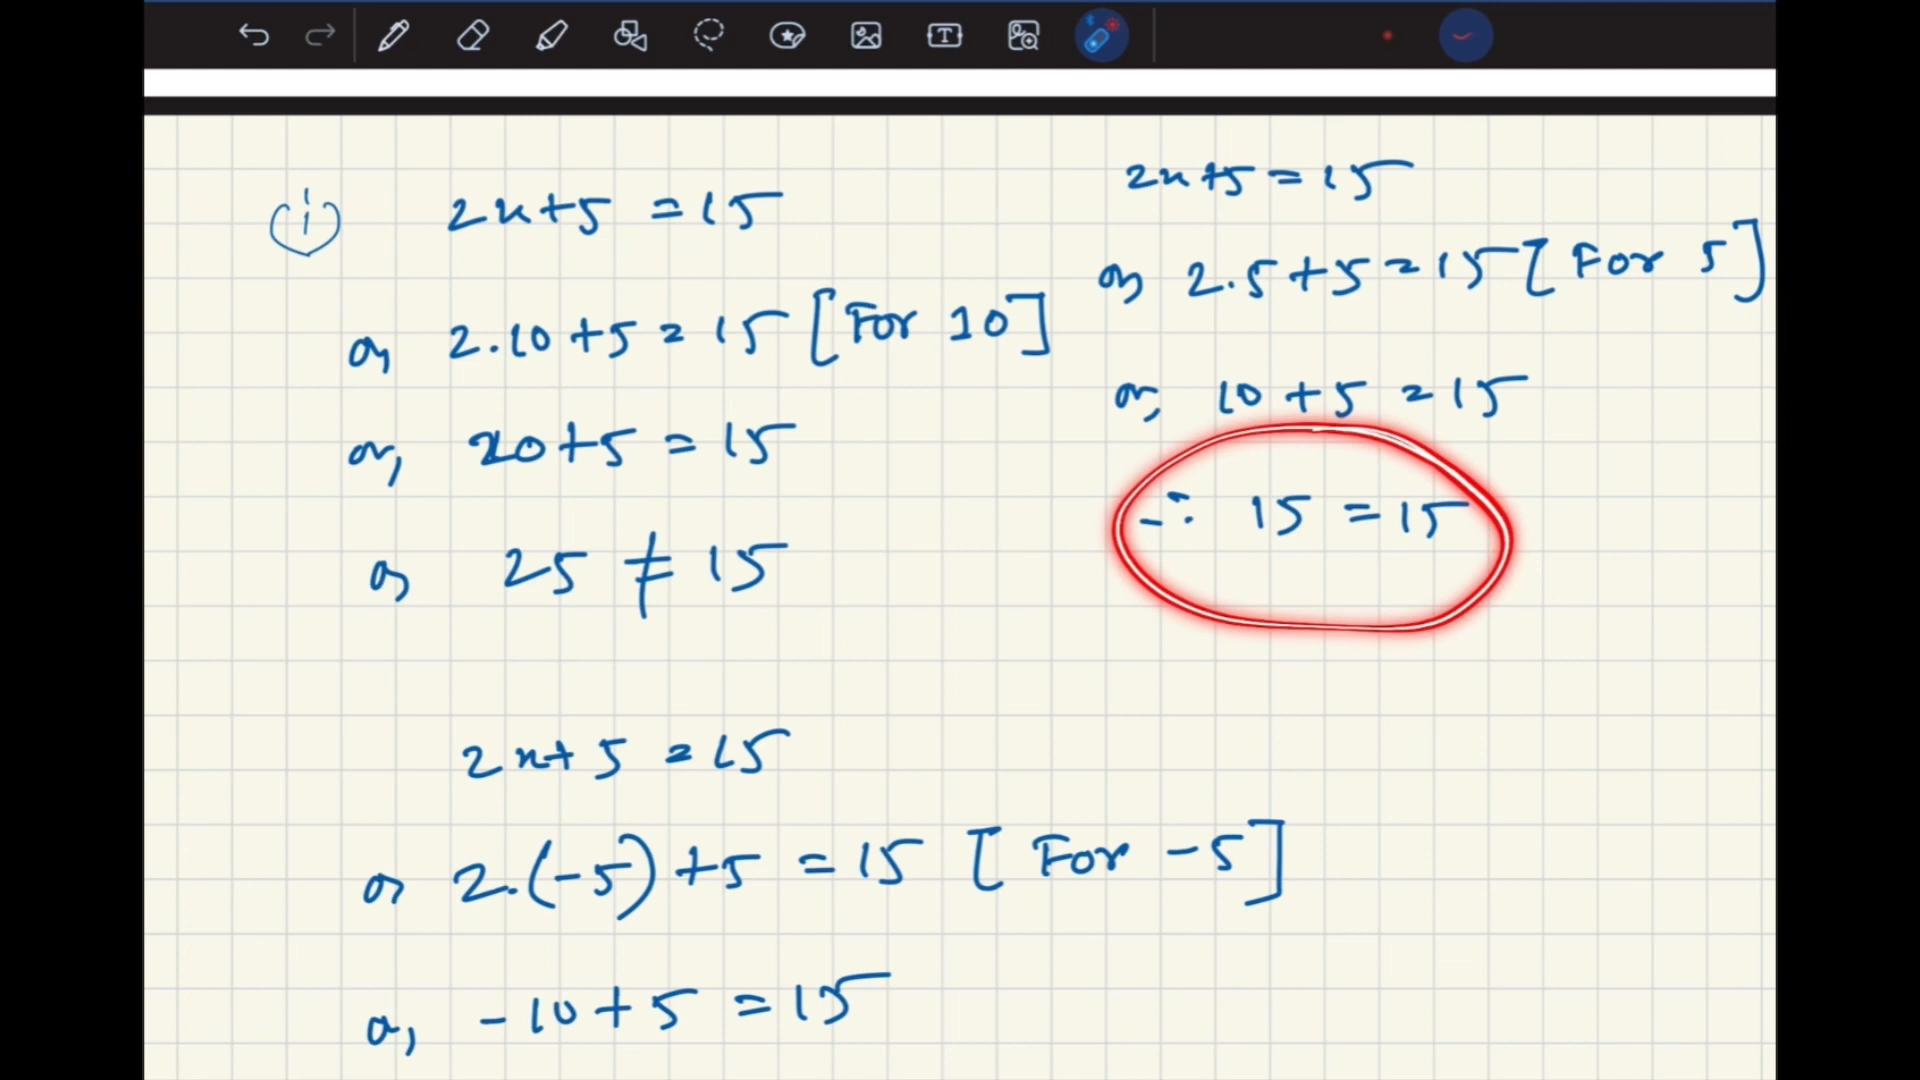 (i) 2x+5 = 15
or, 2.10+5 = 15 [For 10]
or, 20+5 = 15
or 25 ≠ 15
2x+5 = 15
or 2.5+5 = 15 [For 5]
or, 10+5 = 15
∴ 15 = 15
2x+5 = 15
or 2.(-5)+5 = 15 [For -5]
or, -10+5 = 15